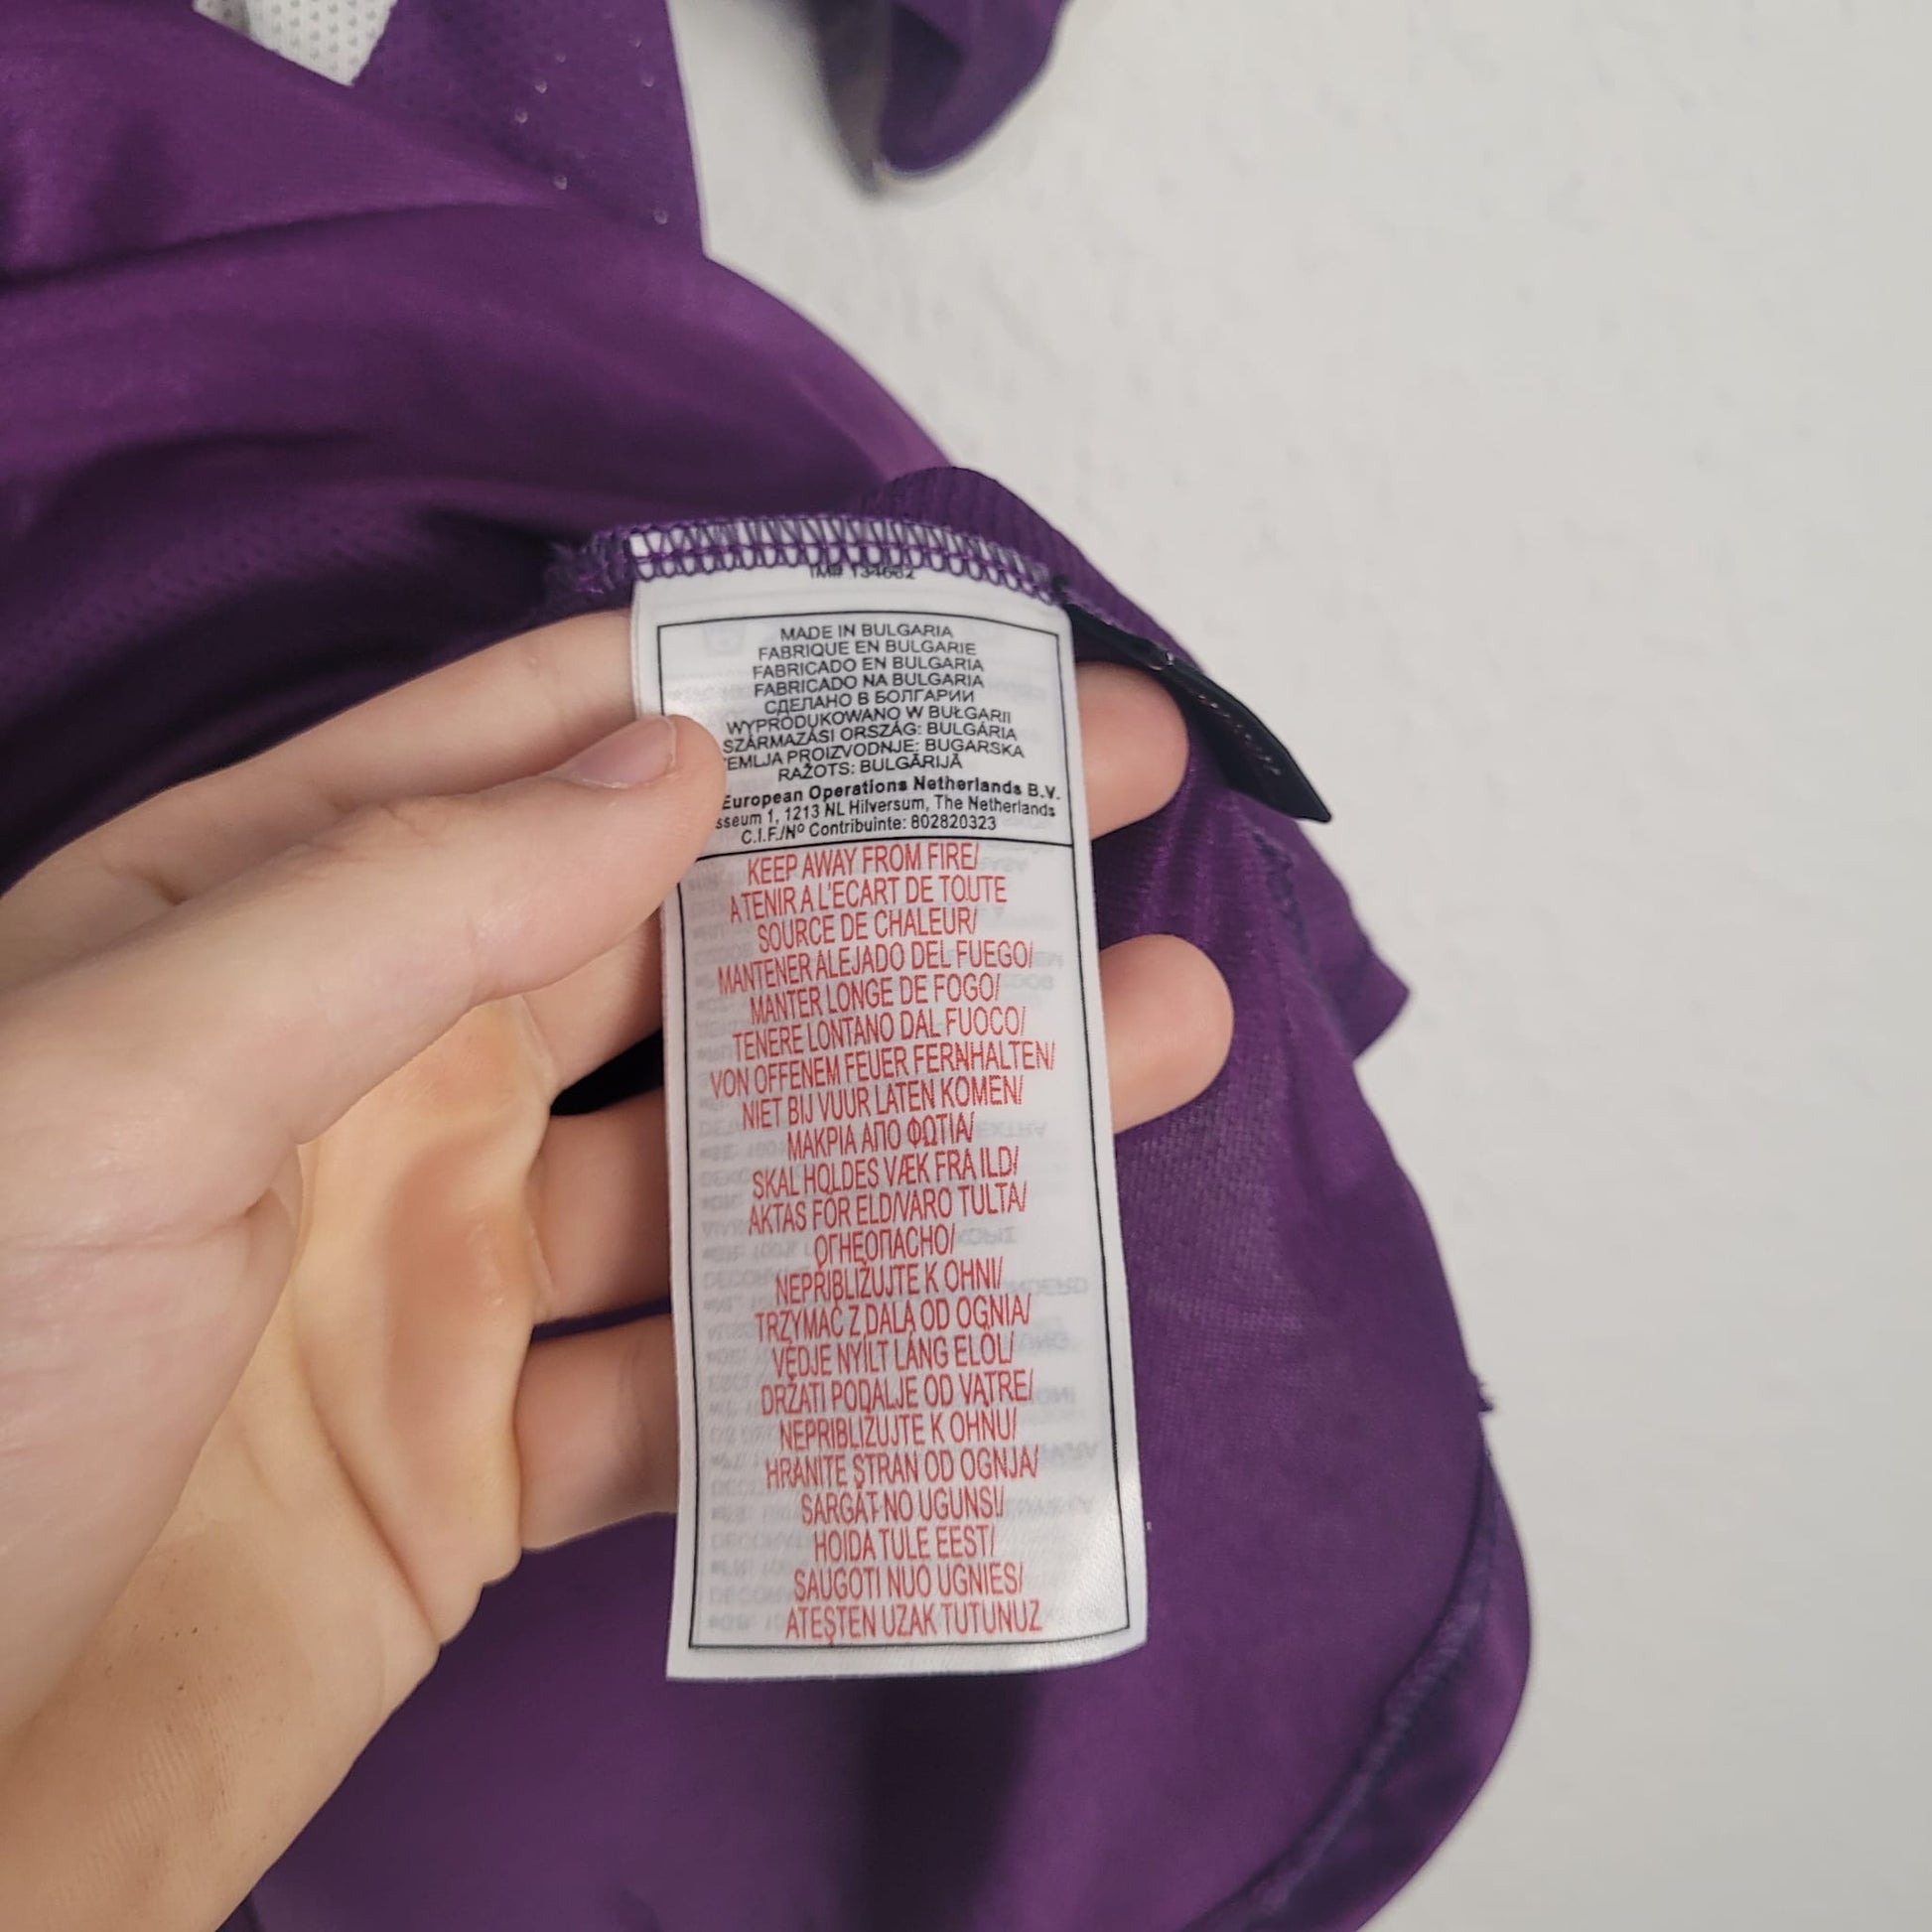 IM# 134662
MADE IN BULGARIA
FABRIQUE EN BULGARIE
FABRICADO EN BULGARIA
FABRICADO NA BULGARIA
СДЕЛАНО В БОЛГАРИИ
WYPRODUKOWANO W BUŁGARII
SZÁRMAZÁSI ORSZÁG: BULGÁRIA
EMLJA PROIZVODNJE: BUGARSKA
RAŽOTS: BULGĀRIJĀ
European Operations Netherlands B.V.
sseum 1, 1213 NL Hilversum, The Netherlands
C.I.F./Nº Contribuinte: 802820323
KEEP AWAY FROM FIRE/
A TENIR A L'ECART DE TOUTE
SOURCE DE CHALEUR/
MANTENER ALEJADO DEL FUEGO/
MANTER LONGE DE FOGO/
TENERE LONTANO DAL FUOCO/
VON OFFENEM FEUER FERNHALTEN/
NIET BIJ VUUR LATEN KOMEN/
ΜΑΚΡΙΑ ΑΠΟ ΦΩΤΙΑ/
SKAL HOLDES VÆK FRA ILD/
AKTAS FÖR ELD/VARO TULTA/
ОГНЕОПАСНО/
NEPŘIBLIŽUJTE K OHNI/
TRZYMAĆ Z DALA OD OGNIA/
VÉDJE NYÍLT LÁNG ELŐL/
DRŽATI PODALJE OD VATRE/
NEPRIBLIŽUJTE K OHŇU/
HRANITE STRAN OD OGNJA/
SARGĀT NO UGUNS/
HOIDA TULE EEST/
SAUGOTI NUO UGNIES/
ATEŞTEN UZAK TUTUNUZ